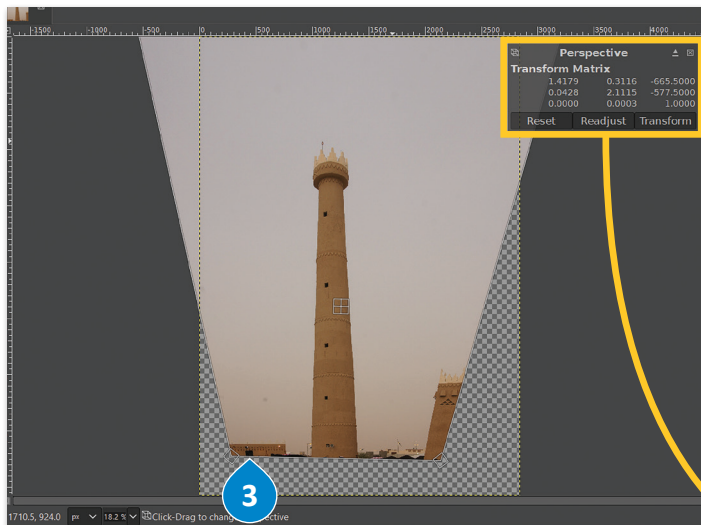 -1500 -1000 -500 0 500 1000 1500 2000 2500 3000 3500 4000
Perspective
Transform Matrix
1.4179 0.3116 -665.5000
0.0428 2.1115 -577.5000
0.0000 0.0003 1.0000
Reset Readjust Transform
3
1710.5, 924.0 px 18.2 % Click-Drag to chang
ective